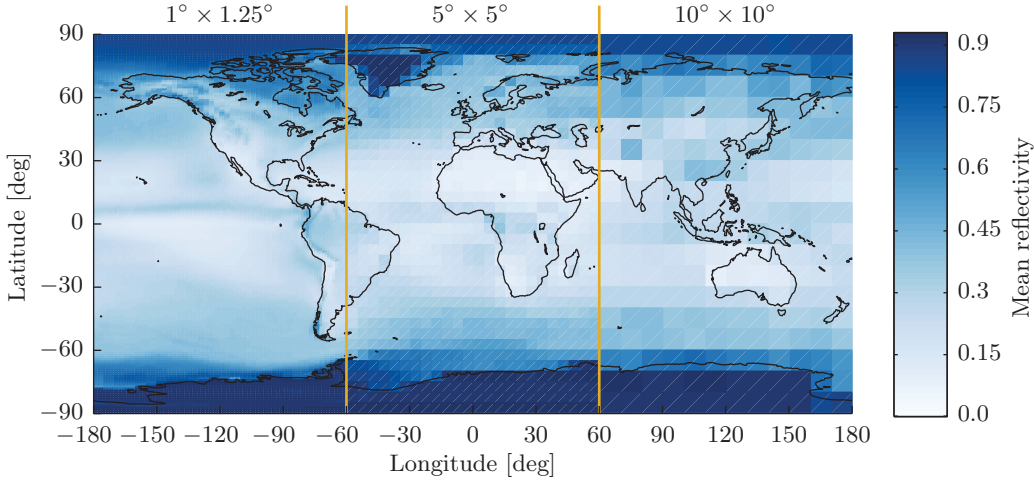 1° × 1.25° 5° × 5° 10° × 10°
90
60
30
0
−30
−60
−90
Latitude [deg]
−180 −150 −120 −90 −60 −30 0 30 60 90 120 150 180
Longitude [deg]
0.9
0.75
0.6
0.45
0.3
0.15
0.0
Mean reflectivity